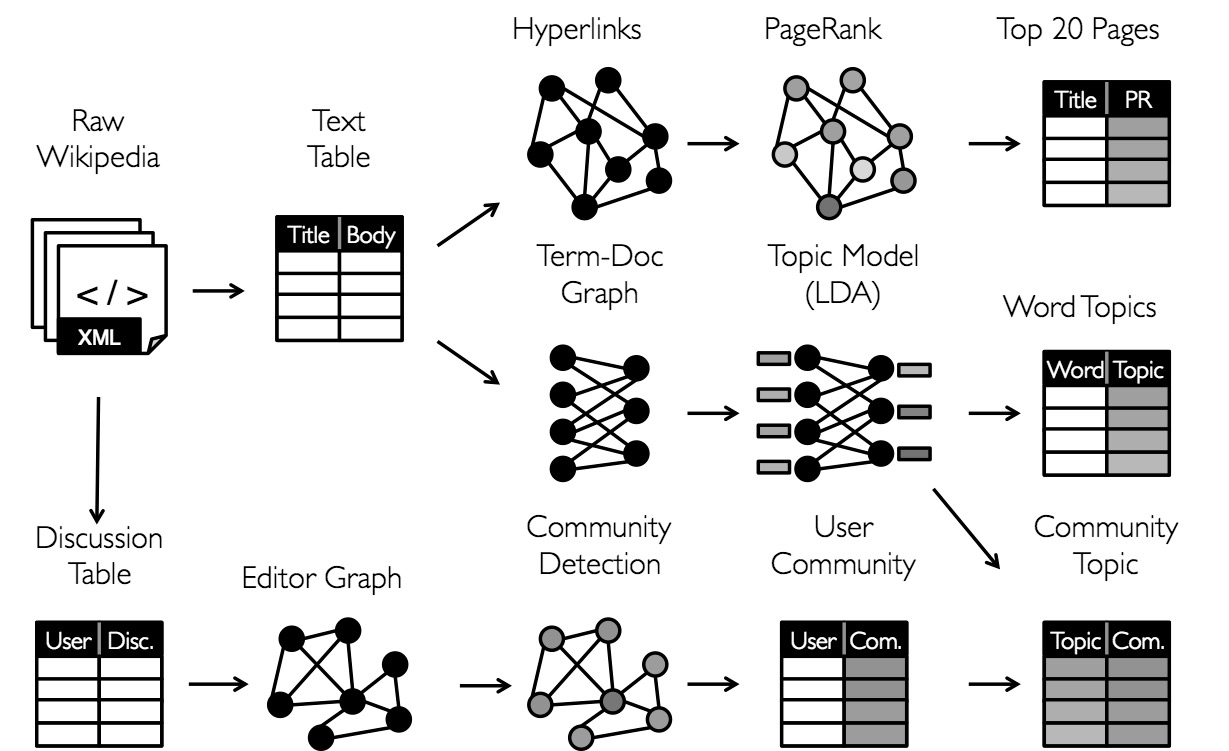 Hyperlinks
PageRank
Top 20 Pages
Raw
Wikipedia
Text
Table
Title PR
</>
XML
Title Body
Term-Doc
Graph
Topic Model
(LDA)
Word Topics
Word Topic
Discussion
Table
Editor Graph
Community
Detection
User
Community
Community
Topic
User Disc.
User Com.
Topic Com.